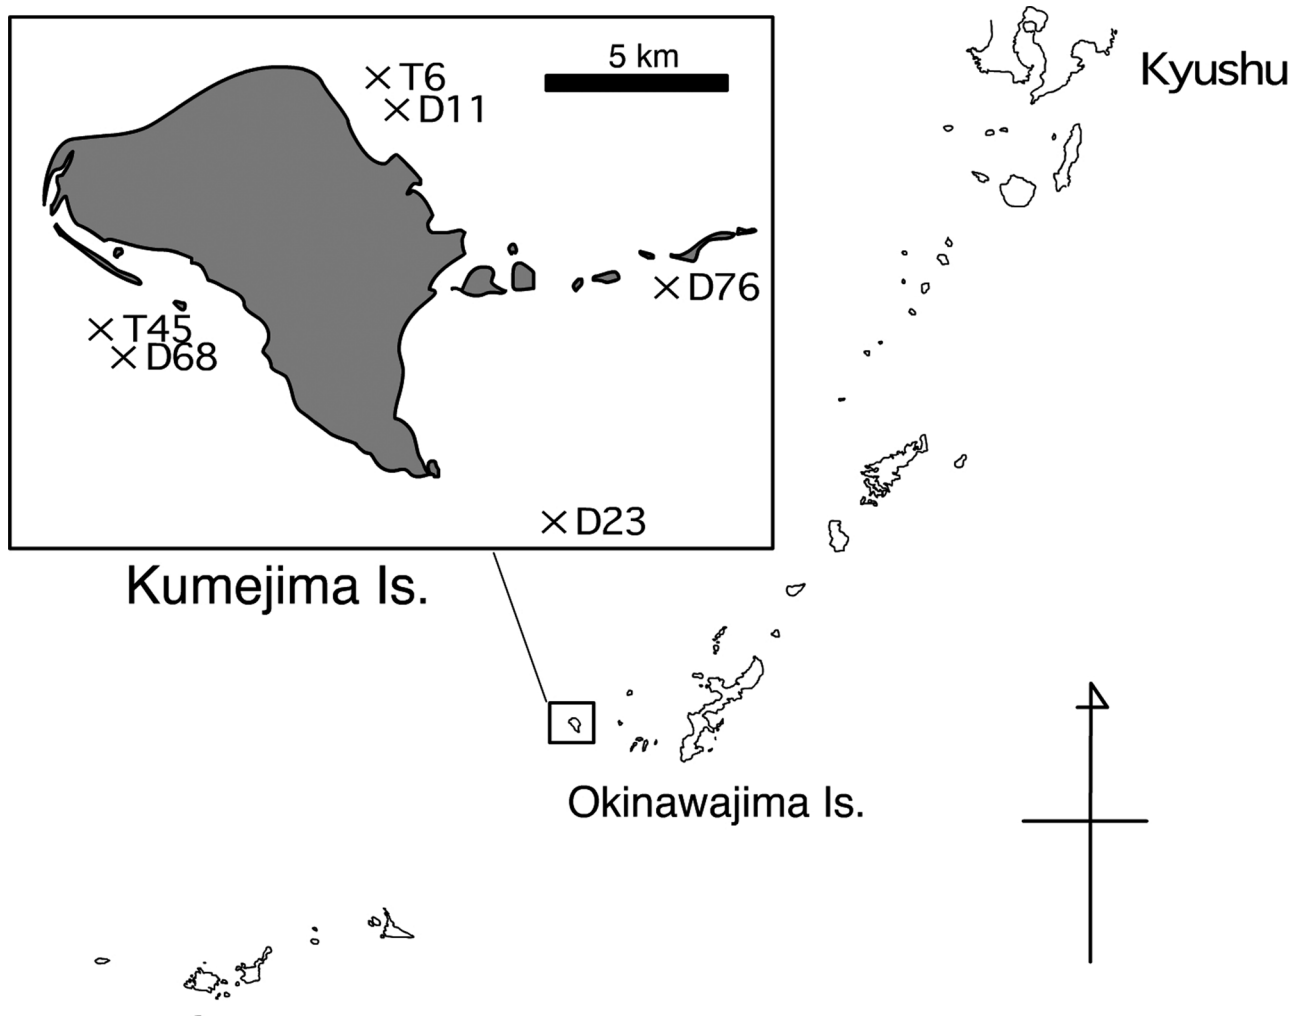 5 km
T6
D11
Kyushu
D76
T45
D68
D23
Kumejima Is.
Okinawajima Is.